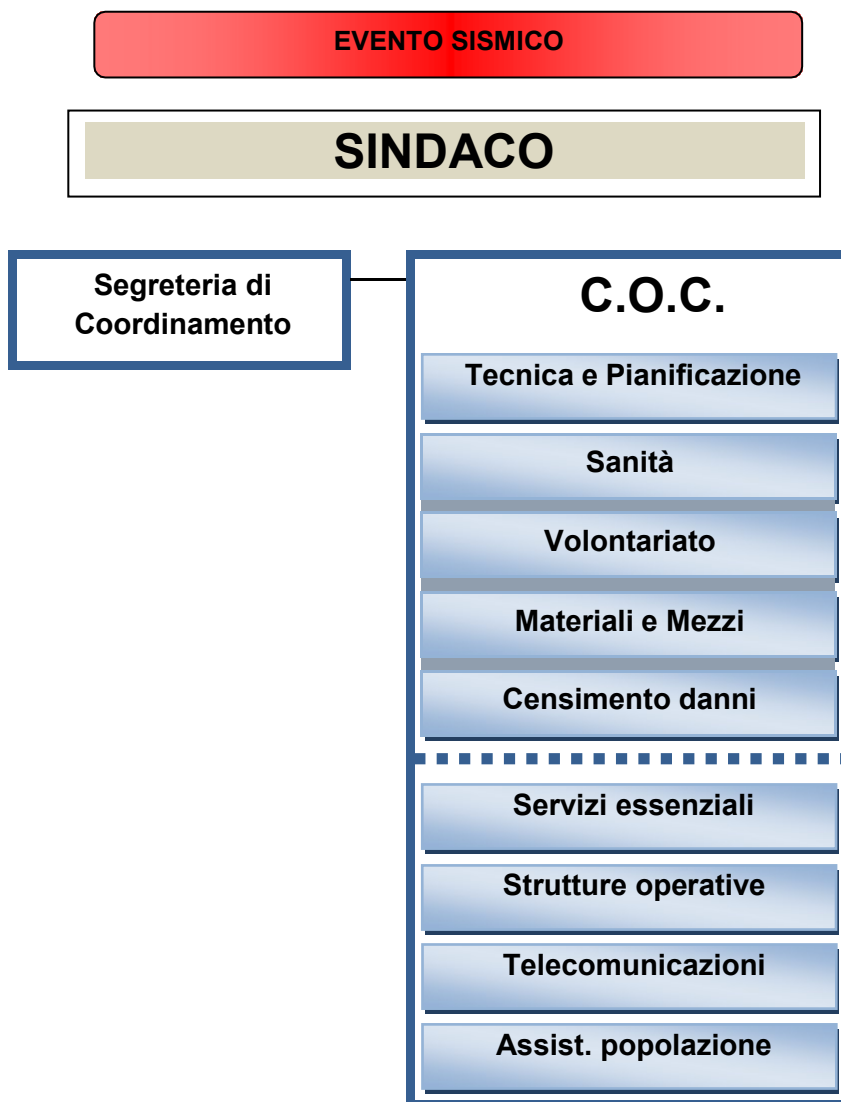 EVENTO SISMICO
SINDACO
Segreteria di
Coordinamento
C.O.C.
Tecnica e Pianificazione
Sanità
Volontariato
Materiali e Mezzi
Censimento danni
Servizi essenziali
Strutture operative
Telecomunicazioni
Assist. popolazione